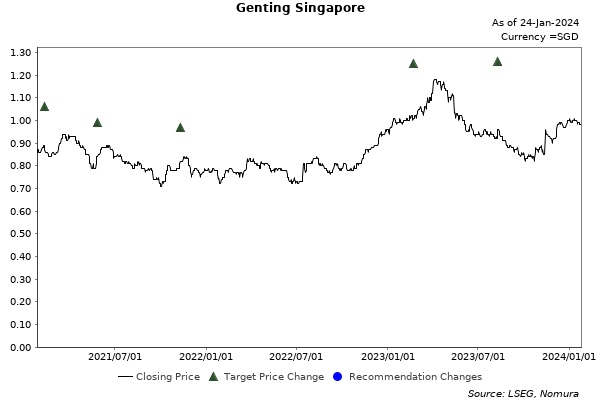 Genting Singapore
As of 24-Jan-2024
Currency =SGD
1.30
1.20
1.10
1.00
0.90
0.80
0.70
0.60
0.50
0.40
0.30
0.20
0.10
0.00
2021/07/01 2022/01/01 2022/07/01 2023/01/01 2023/07/01 2024/01/01
Closing Price Target Price Change Recommendation Changes
Source: LSEG, Nomura